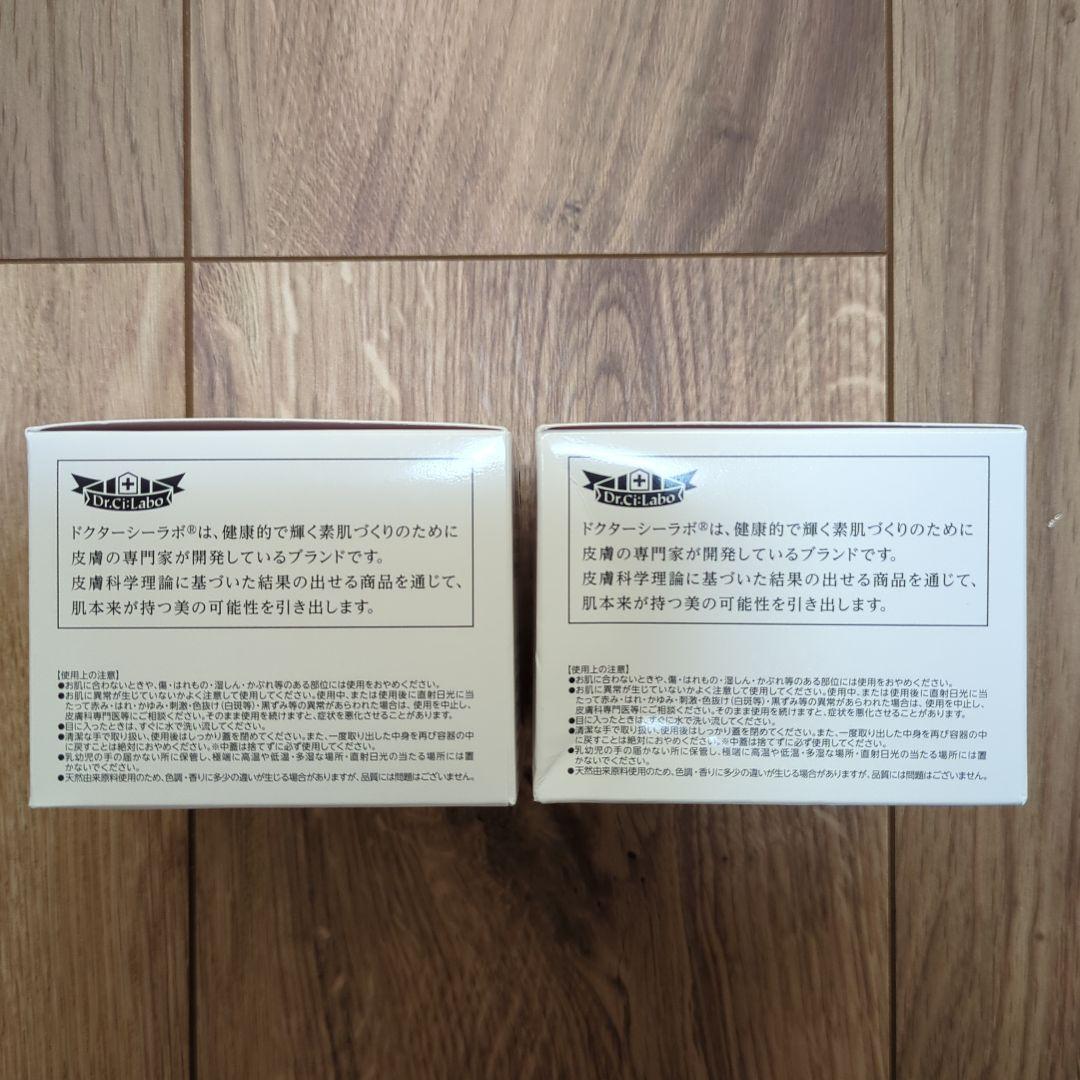 Dr.Ci:Labo
ドクターシーラボ®は、健康的で輝く素肌づくりのために
皮膚の専門家が開発しているブランドです。
皮膚科学理論に基づいた結果の出せる商品を通じて、
肌本来が持つ美の可能性を引き出します。
【使用上の注意】
●お肌に合わないときや、傷・はれもの・湿しん・かぶれ等のある部位には使用をおやめください。
●お肌に異常が生じていないかよく注意して使用してください。使用中、または使用後に直射日光に当
たって赤み・はれ・かゆみ・刺激・色抜け(白斑等)・黒ずみ等の異常があらわれた場合は、使用を中止し、
皮膚科専門医等にご相談ください。そのまま使用を続けますと、症状を悪化させることがあります。
●目に入ったときは、すぐに水で洗い流してください。
●清潔な手で取り扱い、使用後はしっかり蓋を閉めてください。また、一度取り出した中身を再び容器の中
に戻すことは絶対におやめください。※中蓋は捨てずに必ず使用してください。
●乳幼児の手の届かない所に保管し、極端に高温や低温・多湿な場所・直射日光の当たる場所には置
かないでください。
●天然由来原料使用のため、色調・香りに多少の違いが生じる場合がありますが、品質には問題はございません。
Dr.Ci:Labo
ドクターシーラボ®は、健康的で輝く素肌づくりのために
皮膚の専門家が開発しているブランドです。
皮膚科学理論に基づいた結果の出せる商品を通じて、
肌本来が持つ美の可能性を引き出します。
【使用上の注意】
●お肌に合わないときや、傷・はれもの・湿しん・かぶれ等のある部位には使用をおやめください。
●お肌に異常が生じていないかよく注意して使用してください。使用中、または使用後に直射日光に当
たって赤み・はれ・かゆみ・刺激・色抜け(白斑等)・黒ずみ等の異常があらわれた場合は、使用を中止し、
皮膚科専門医等にご相談ください。そのまま使用を続けますと、症状を悪化させることがあります。
●目に入ったときは、すぐに水で洗い流してください。
●清潔な手で取り扱い、使用後はしっかり蓋を閉めてください。また、一度取り出した中身を再び容器の中
に戻すことは絶対におやめください。※中蓋は捨てずに必ず使用してください。
●乳幼児の手の届かない所に保管し、極端に高温や低温・多湿な場所・直射日光の当たる場所には置
かないでください。
●天然由来原料使用のため、色調・香りに多少の違いが生じる場合がありますが、品質には問題はございません。